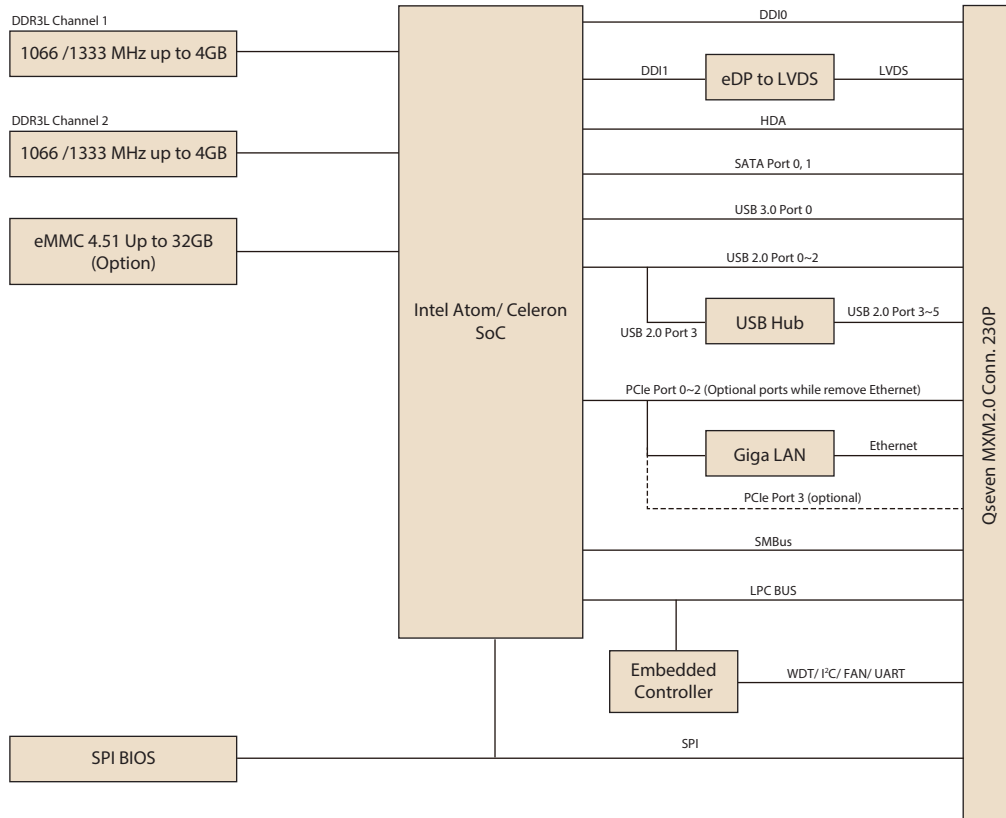 DDR3L Channel 1
1066 /1333 MHz up to 4GB
DDR3L Channel 2
1066 /1333 MHz up to 4GB
eMMC 4.51 Up to 32GB
(Option)
SPI BIOS
Intel Atom/ Celeron
SoC
DDI0
DDI1
eDP to LVDS
LVDS
HDA
SATA Port 0, 1
USB 3.0 Port 0
USB 2.0 Port 0~2
USB 2.0 Port 3
USB Hub
USB 2.0 Port 3~5
PCIe Port 0~2 (Optional ports while remove Ethernet)
Giga LAN
Ethernet
PCIe Port 3 (optional)
SMBus
LPC BUS
Embedded
Controller
WDT/ I²C/ FAN/ UART
SPI
Qseven MXM2.0 Conn. 230P